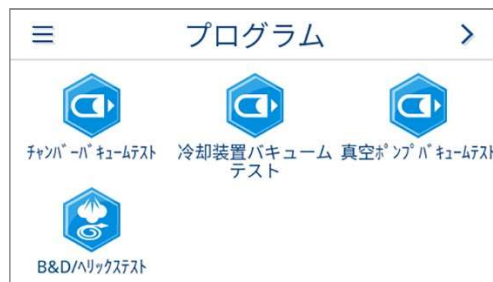 プログラム
ﾁｬﾝﾊﾞｰﾊﾞｷｭｰﾑﾃｽﾄ
冷却装置バキューム
テスト
真空ﾎﾟﾝﾌﾟﾊﾞｷｭｰﾑﾃｽﾄ
B&D/ﾍﾘｯｸｽﾃｽﾄ